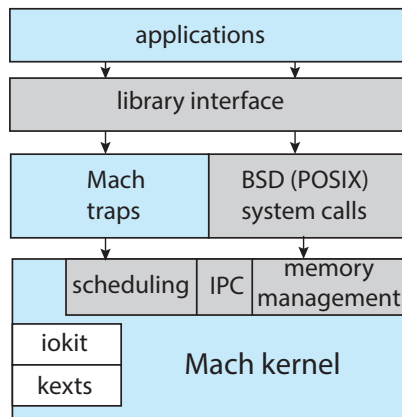 applications
library interface
Mach
traps
BSD (POSIX)
system calls
scheduling
IPC
memory
management
iokit
kexts
Mach kernel